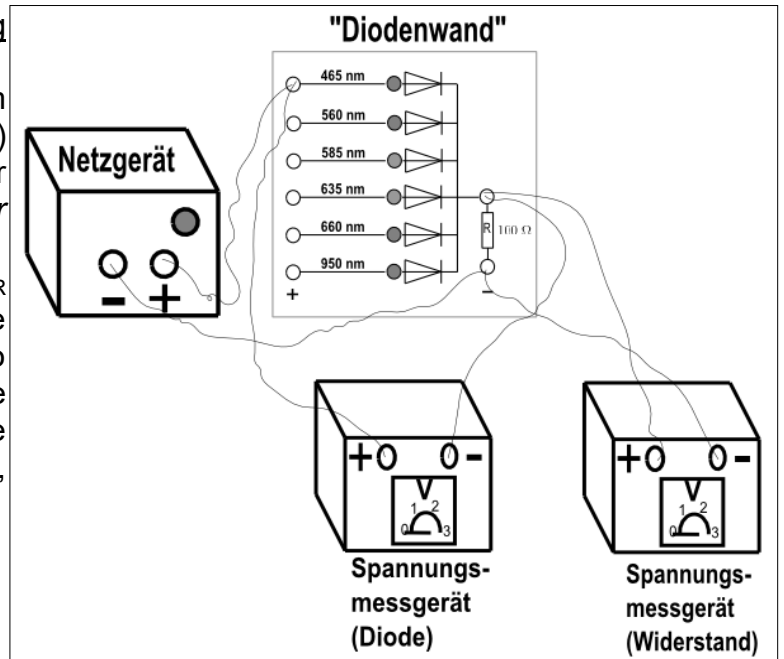 "Diodenwand"
465 nm
560 nm
585 nm
635 nm
660 nm
950 nm
+
R 100 Ω
−
Netzgerät
− +
+ −
V
0 1 2 3
Spannungs-
messgerät
(Diode)
+ −
V
0 1 2 3
Spannungs-
messgerät
(Widerstand)